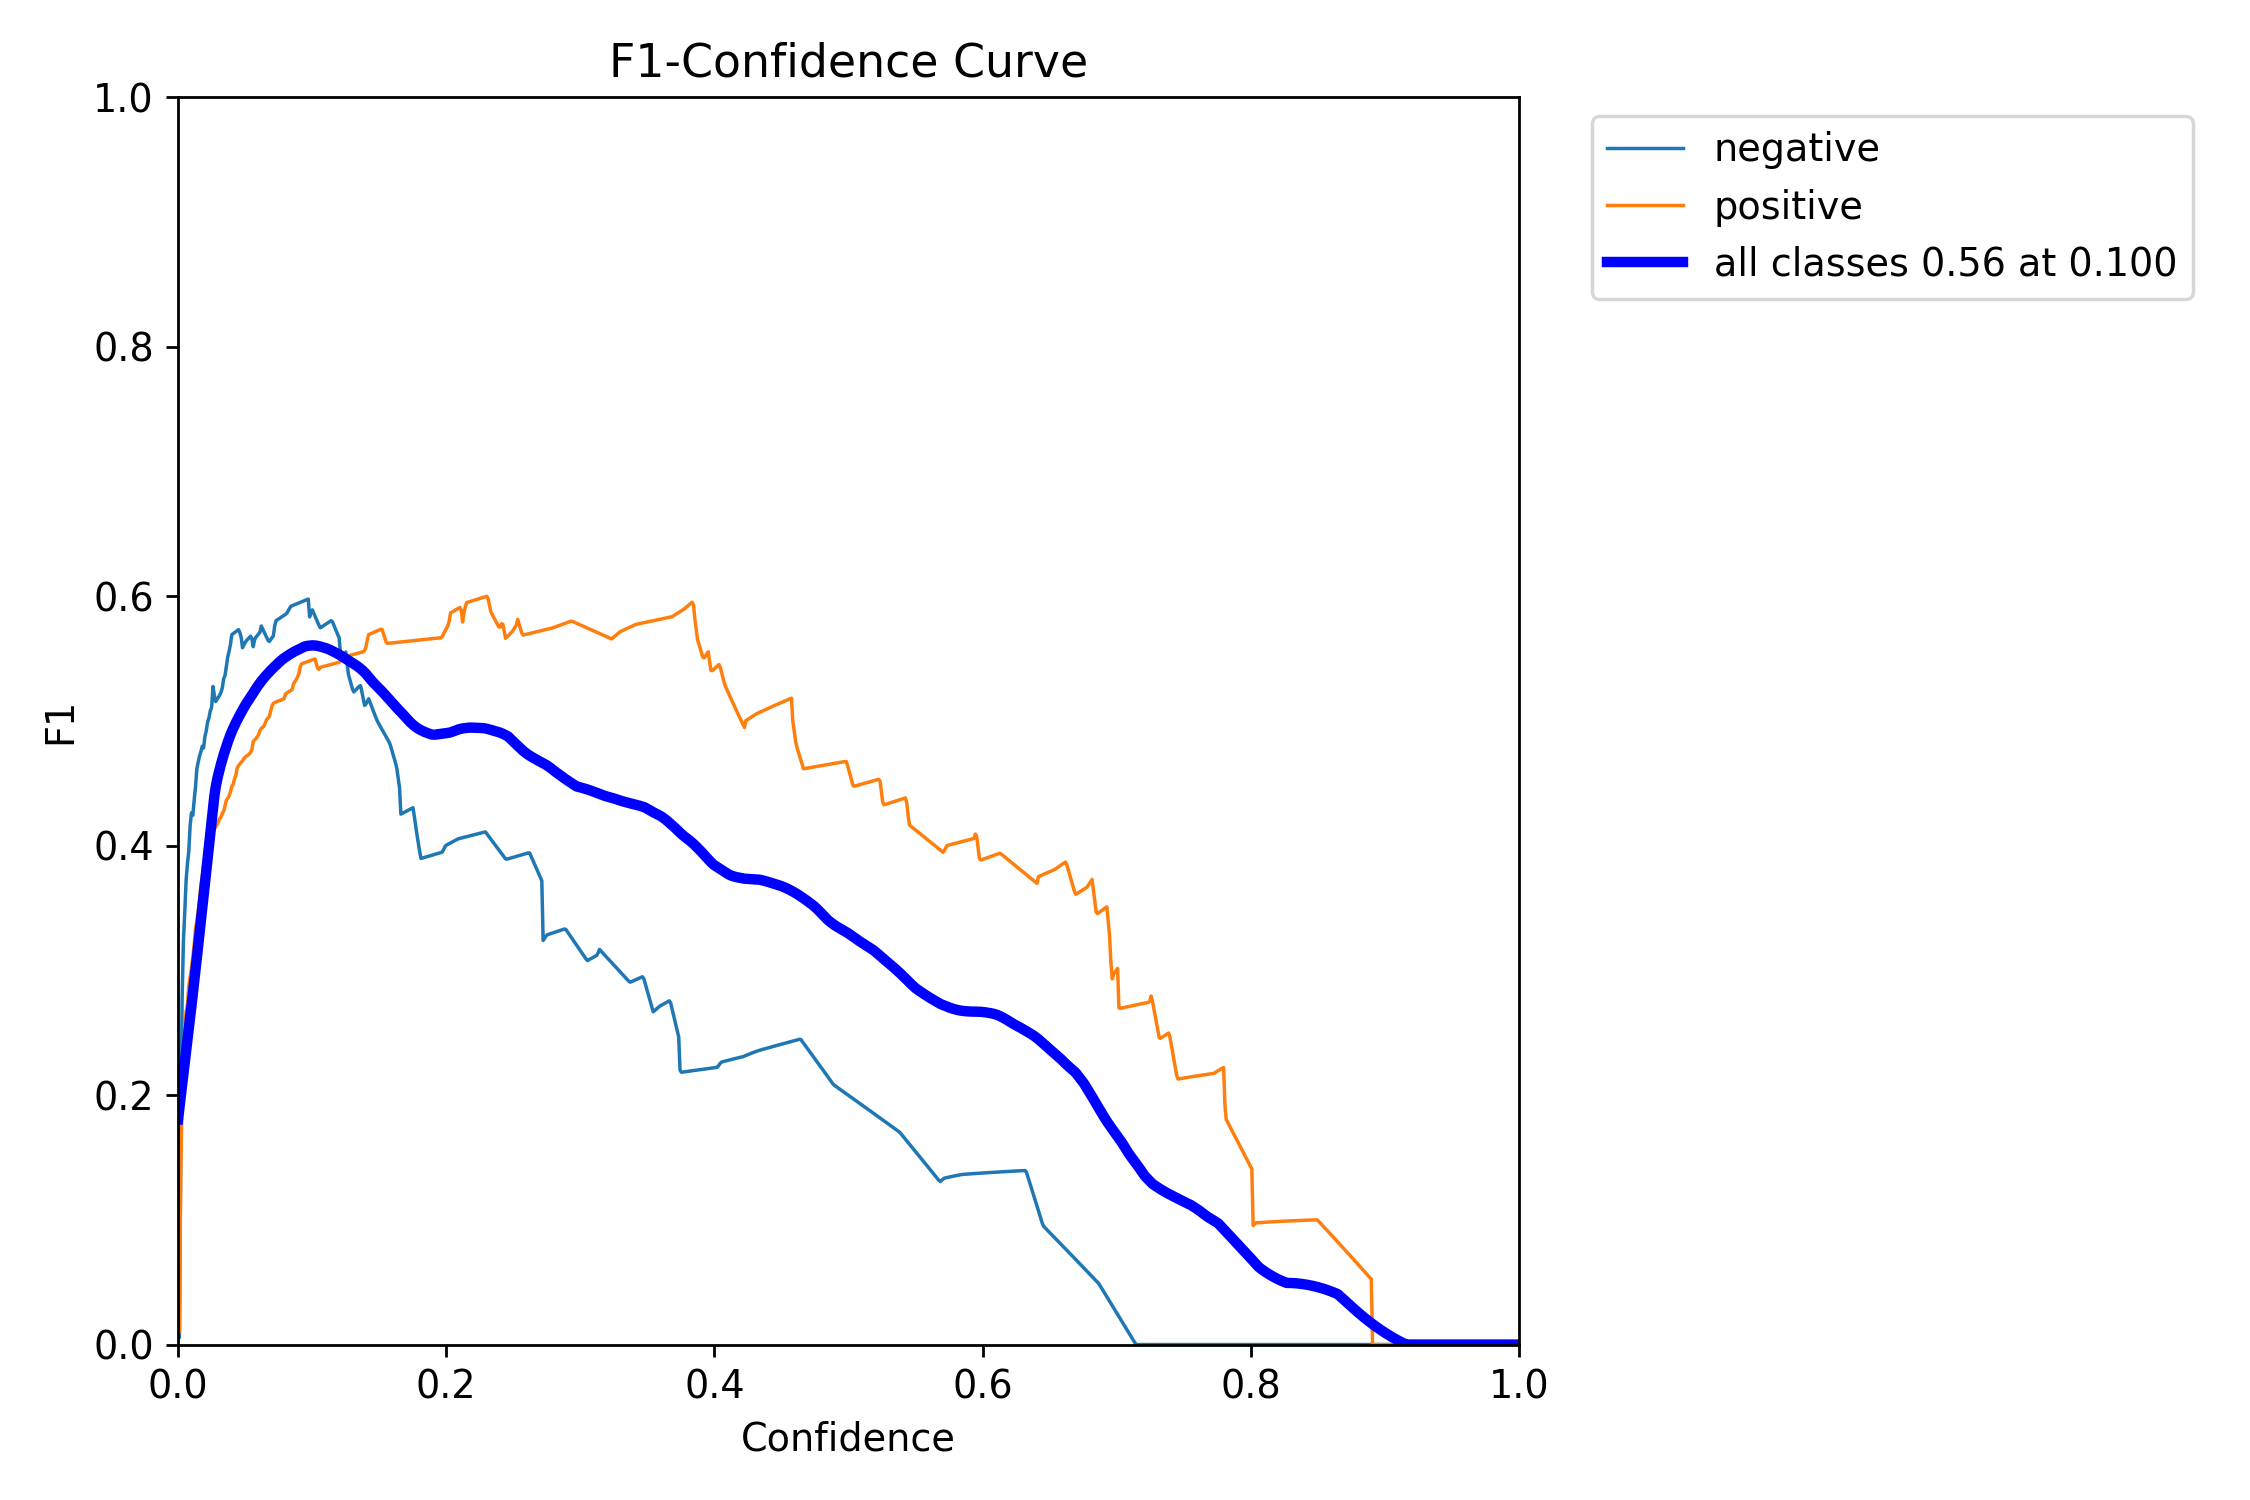 F1-Confidence Curve
1.0
0.8
0.6
0.4
0.2
0.0
F1
0.0 0.2 0.4 0.6 0.8 1.0
Confidence
negative
positive
all classes 0.56 at 0.100